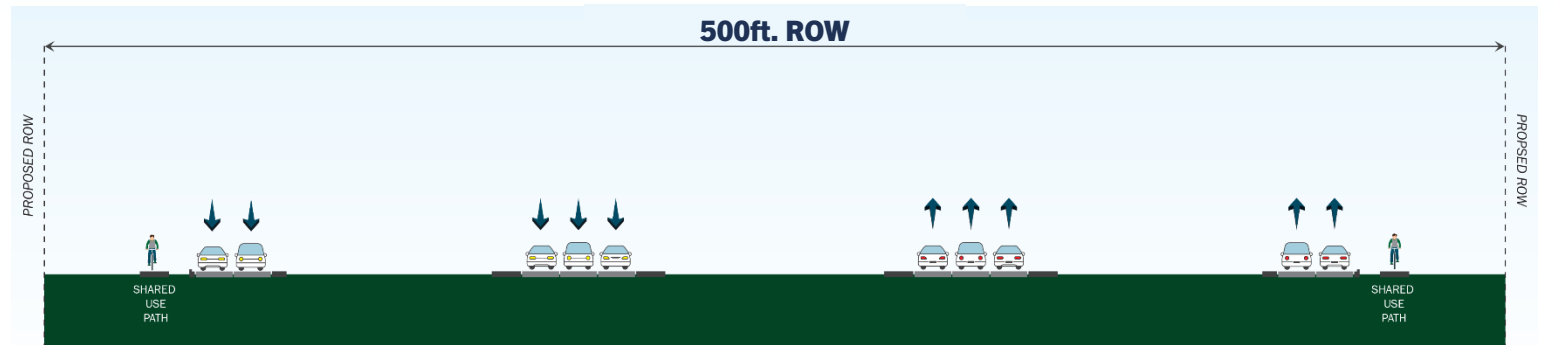 500ft. ROW
PROPOSED ROW
PROPSED ROW
SHARED
USE
PATH
SHARED
USE
PATH